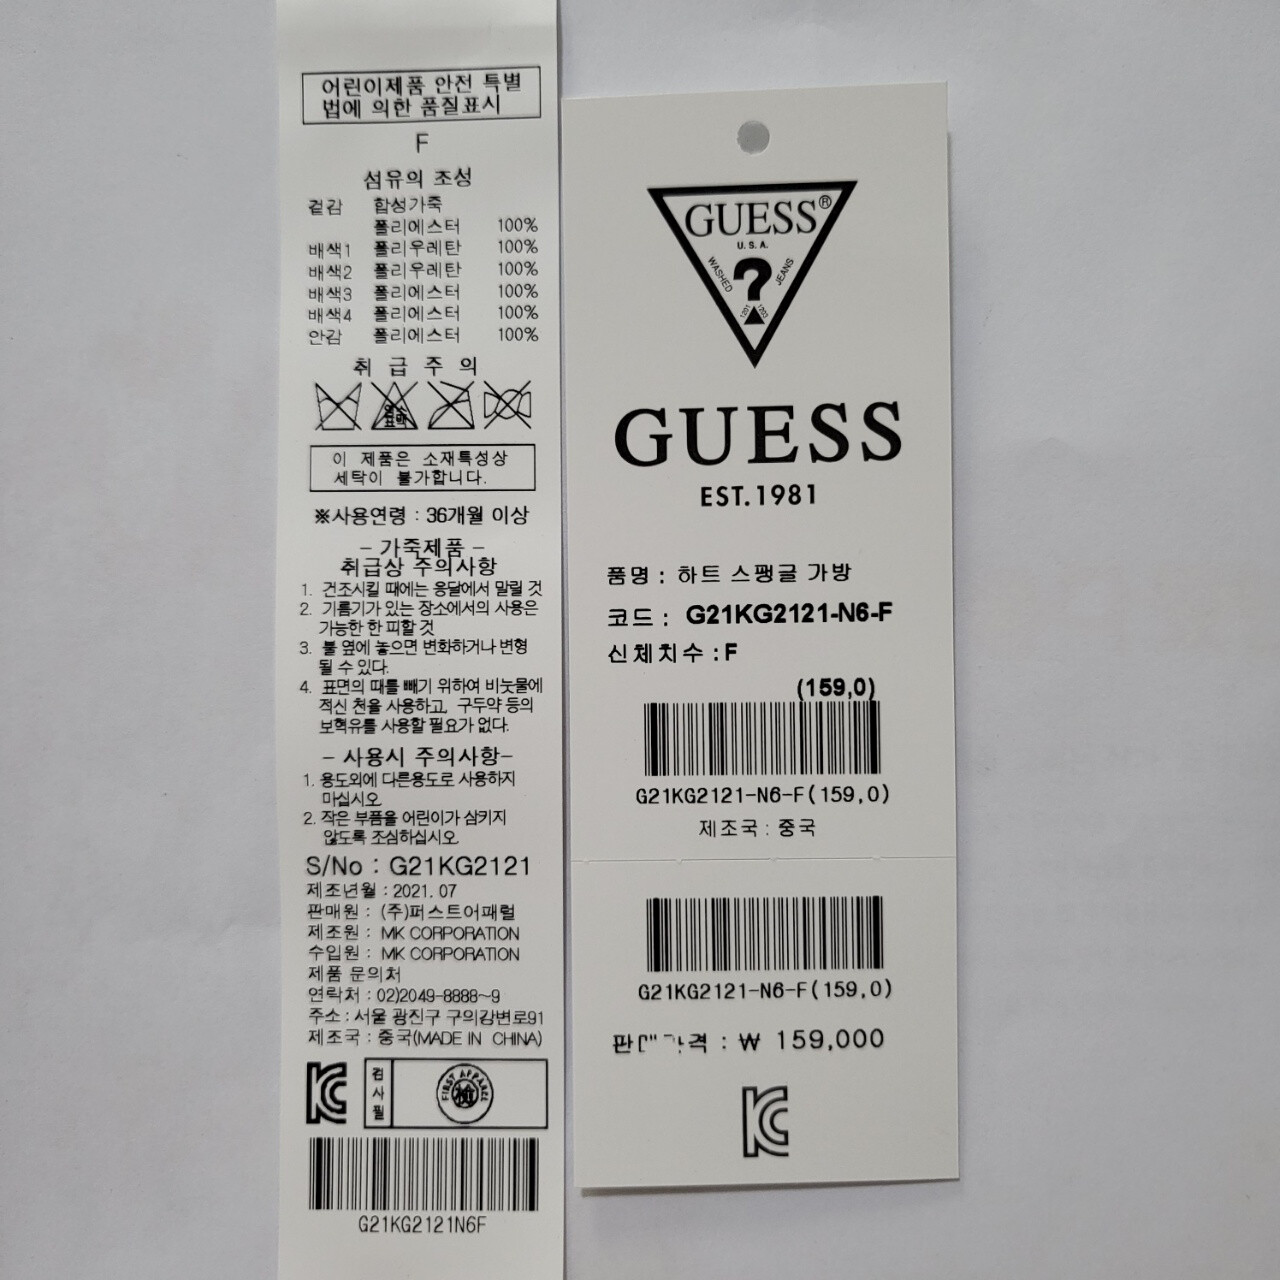 어린이제품 안전 특별
법에 의한 품질표시
F
섬유의 조성
겉감 합성가죽
폴리에스터 100%
배색1 폴리우레탄 100%
배색2 폴리우레탄 100%
배색3 폴리에스터 100%
배색4 폴리에스터 100%
안감 폴리에스터 100%
취 급 주 의
염소
표백
이 제품은 소재특성상
세탁이 불가합니다.
※사용연령 : 36개월 이상
- 가죽제품 -
취급상 주의사항
1. 건조시킬 때에는 응달에서 말릴 것
2. 기름기가 있는 장소에서의 사용은
가능한 한 피할 것
3. 불 옆에 놓으면 변화하거나 변형
될 수 있다.
4. 표면의 때를 빼기 위하여 비눗물에
적신 천을 사용하고, 구두약 등의
보혁유를 사용할 필요가 없다.
- 사용시 주의사항-
1. 용도외에 다른용도로 사용하지
마십시오
2. 작은 부품을 어린이가 삼키지
않도록 조심하십시오
S/No : G21KG2121
제조년월 : 2021. 07
판매원 : (주)퍼스트어패럴
제조원 : MK CORPORATION
수입원 : MK CORPORATION
제품 문의처
연락처 : 02)2049-8888~9
주소 : 서울 광진구 구의강변로91
제조국 : 중국(MADE IN CHINA)
KC
검사필
FIRST APPAREL
檢
G21KG2121N6F
GUESS®
U.S.A.
WASHED ? JEANS
1201 1203
GUESS
EST.1981
품명 : 하트 스팽글 가방
코드 : G21KG2121-N6-F
신체치수 : F
(159,0)
G21KG2121-N6-F(159,0)
제조국 : 중국
G21KG2121-N6-F(159,0)
: ₩ 159,000
KC